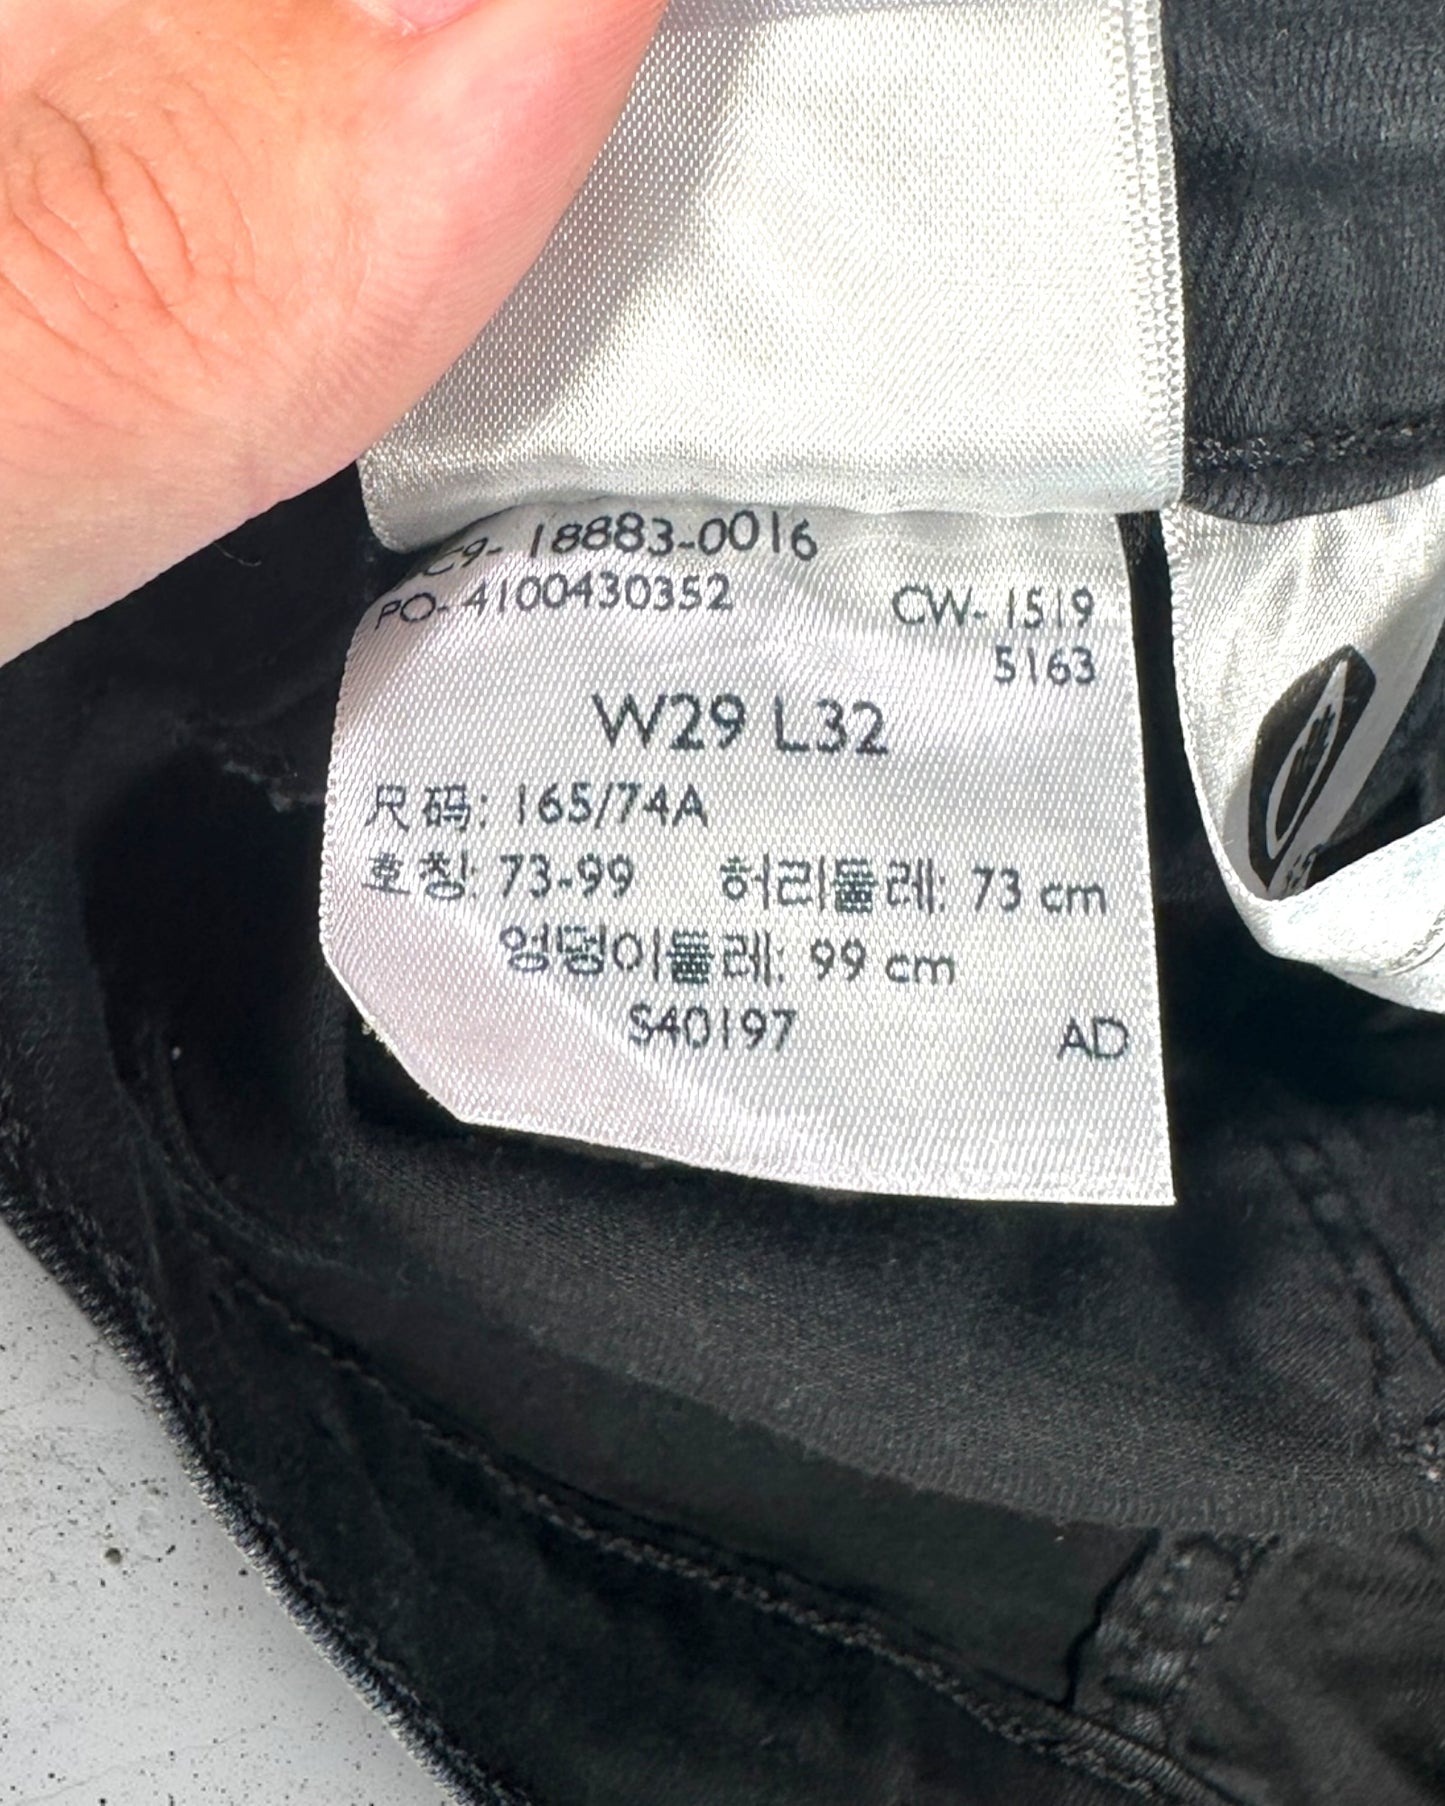 PC9- 18883-0016
PO- 4100430352 CW- 1519
5163
W29 L32
尺码: 165/74A
호칭: 73-99 허리둘레: 73 cm
엉덩이둘레: 99 cm
S40197 AD